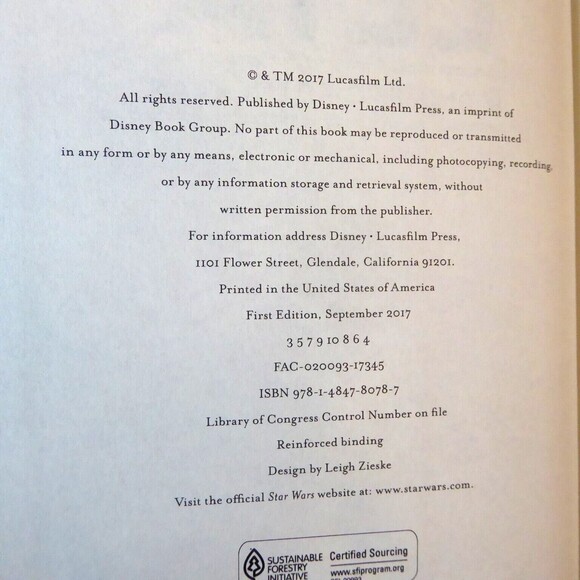 © & TM 2017 Lucasfilm Ltd.
All rights reserved. Published by Disney • Lucasfilm Press, an imprint of
Disney Book Group. No part of this book may be reproduced or transmitted
in any form or by any means, electronic or mechanical, including photocopying, recording,
or by any information storage and retrieval system, without
written permission from the publisher.
For information address Disney • Lucasfilm Press,
1101 Flower Street, Glendale, California 91201.
Printed in the United States of America
First Edition, September 2017
3 5 7 9 10 8 6 4
FAC-020093-17345
ISBN 978-1-4847-8078-7
Library of Congress Control Number on file
Reinforced binding
Design by Leigh Zieske
Visit the official Star Wars website at: www.starwars.com.
SUSTAINABLE
FORESTRY
INITIATIVE
Certified Sourcing
www.sfiprogram.org